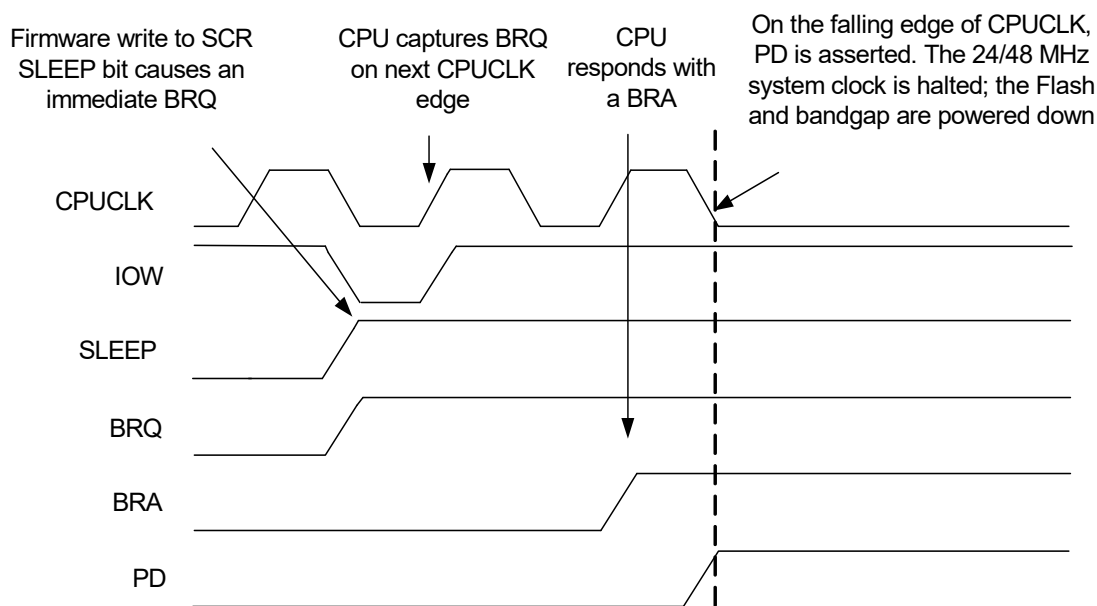 Firmware write to SCR
SLEEP bit causes an
immediate BRQ
CPU captures BRQ
on next CPUCLK
edge
CPU
responds with
a BRA
On the falling edge of CPUCLK,
PD is asserted. The 24/48 MHz
system clock is halted; the Flash
and bandgap are powered down
CPUCLK
IOW
SLEEP
BRQ
BRA
PD